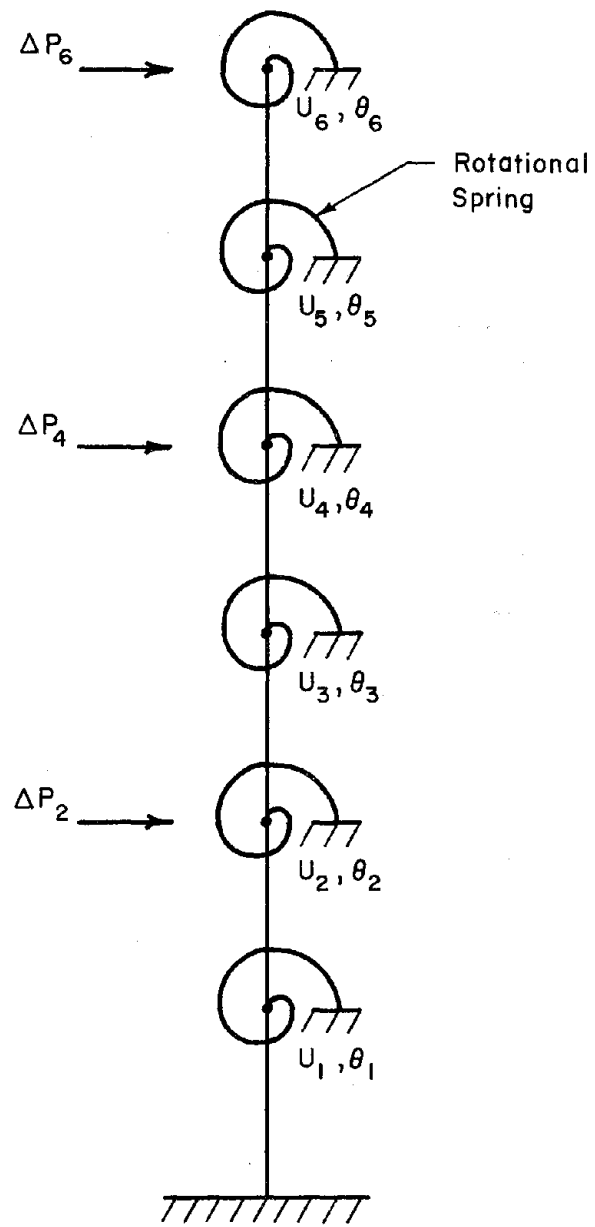 ΔP₆
U₆, θ₆
Rotational
Spring
U₅, θ₅
ΔP₄
U₄, θ₄
U₃, θ₃
ΔP₂
U₂, θ₂
U₁, θ₁